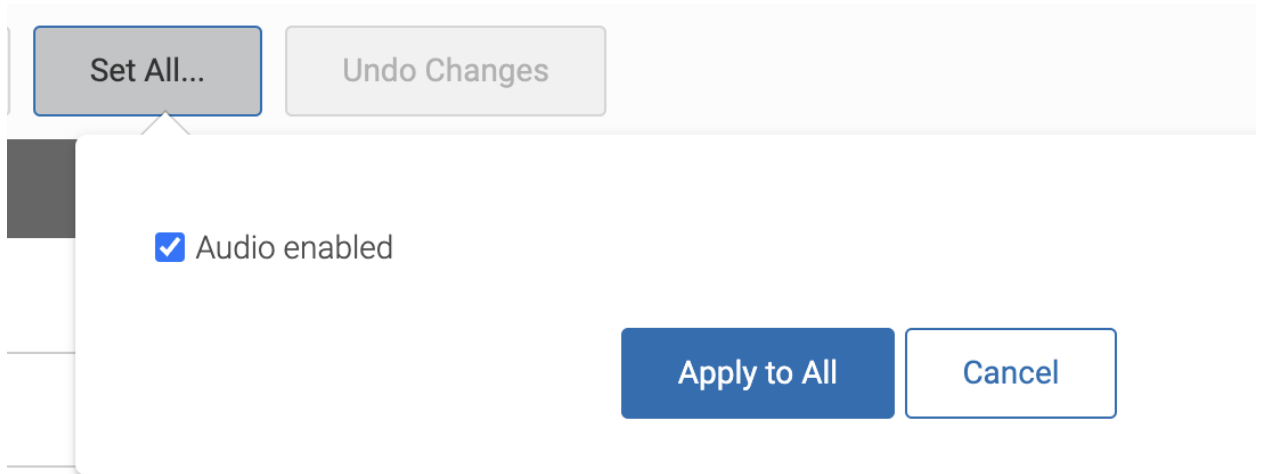 Set All...
Undo Changes
Audio enabled
Apply to All
Cancel